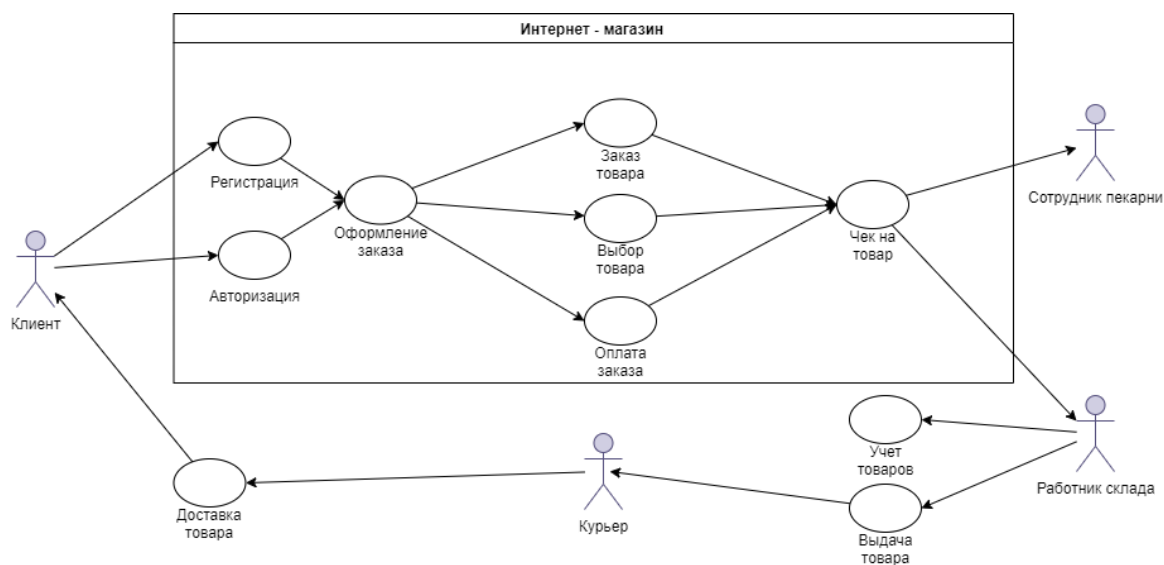 Интернет - магазин
Регистрация
Авторизация
Оформление
заказа
Заказ
товара
Выбор
товара
Оплата
заказа
Чек на
товар
Сотрудник пекарни
Клиент
Учет
товаров
Работник склада
Доставка
товара
Курьер
Выдача
товара